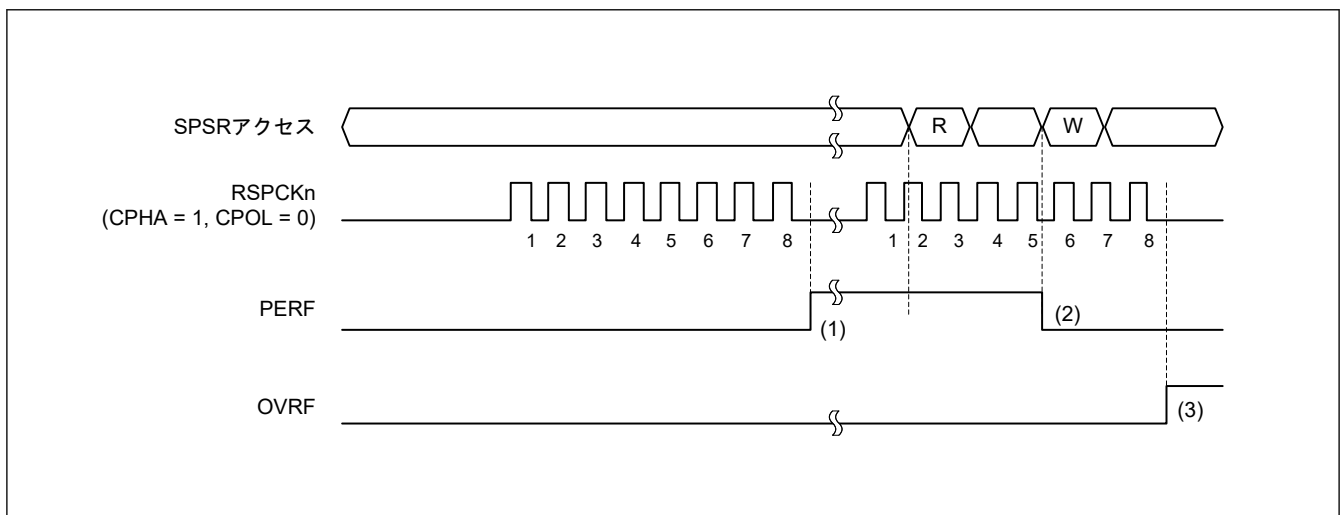 SPSRアクセス
R
W
RSPCKn
(CPHA = 1, CPOL = 0)
1 2 3 4 5 6 7 8 1 2 3 4 5 6 7 8
PERF
(1)
(2)
OVRF
(3)